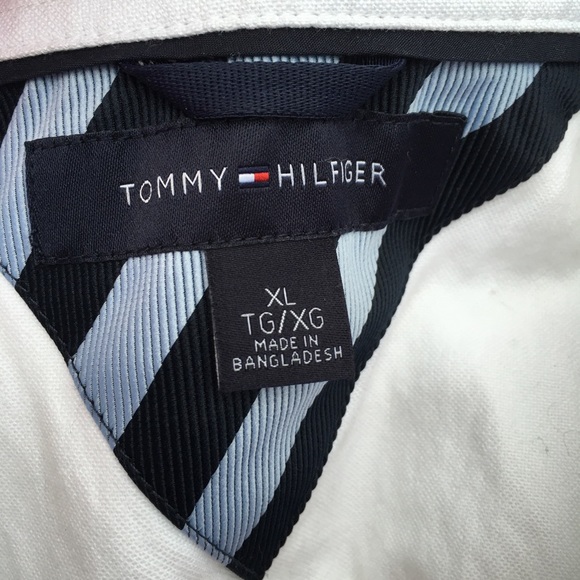 TOMMY HILFIGER
XL
TG/XG
MADE IN
BANGLADESH